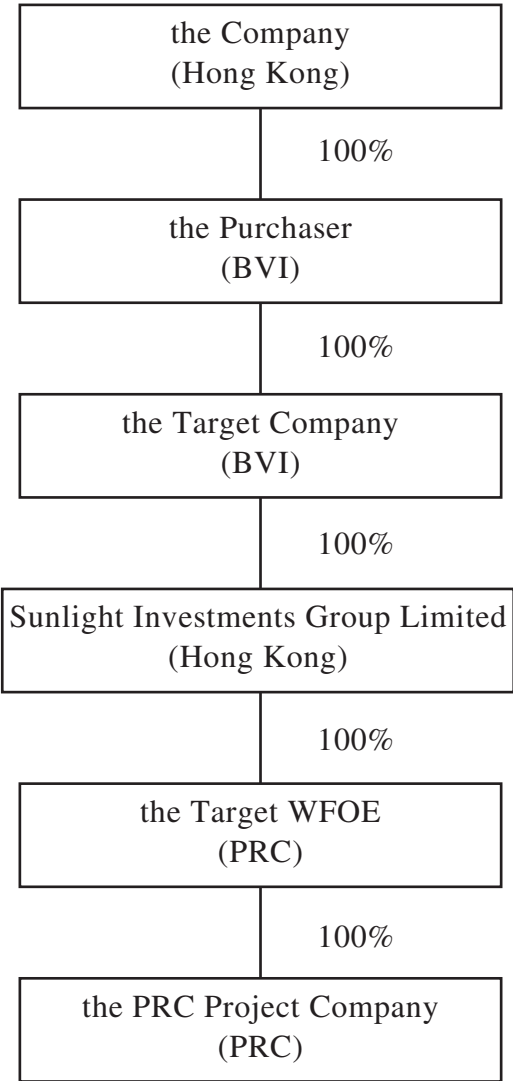 the Company
(Hong Kong)
100%
the Purchaser
(BVI)
100%
the Target Company
(BVI)
100%
Sunlight Investments Group Limited
(Hong Kong)
100%
the Target WFOE
(PRC)
100%
the PRC Project Company
(PRC)